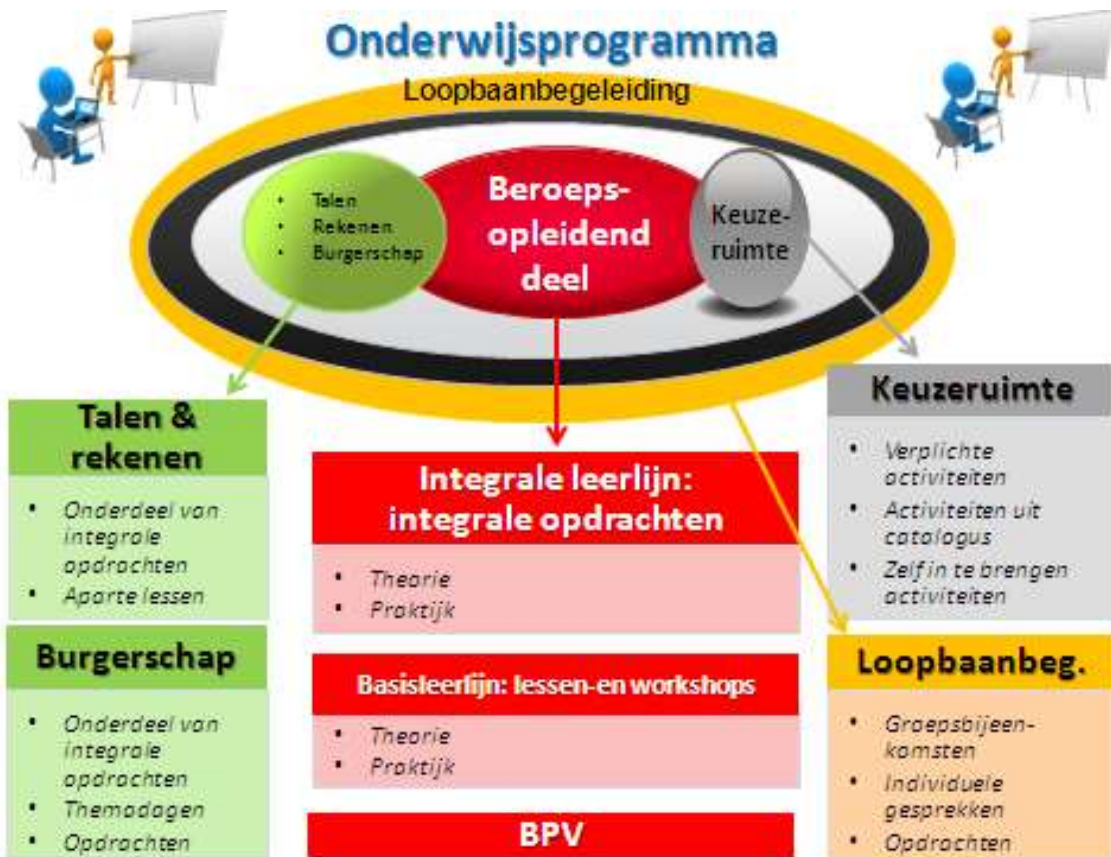 Onderwijsprogramma
Loopbaanbegeleiding
• Talen
• Rekenen
• Burgerschap
Beroeps-
opleidend
deel
Keuze-
ruimte
Talen &
rekenen
• Onderdeel van
integrale
opdrachten
• Aparte lessen
Burgerschap
• Onderdeel van
integrale
opdrachten
• Themadagen
• Opdrachten
Integrale leerlijn:
integrale opdrachten
• Theorie
• Praktijk
Basisleerlijn: lessen-en workshops
• Theorie
• Praktijk
BPV
Keuzeruimte
• Verplichte
activiteiten
• Activiteiten uit
catalogus
• Zelf in te brengen
activiteiten
Loopbaanbeg.
• Groepsbijeen-
komsten
• Individuele
gesprekken
• Opdrachten